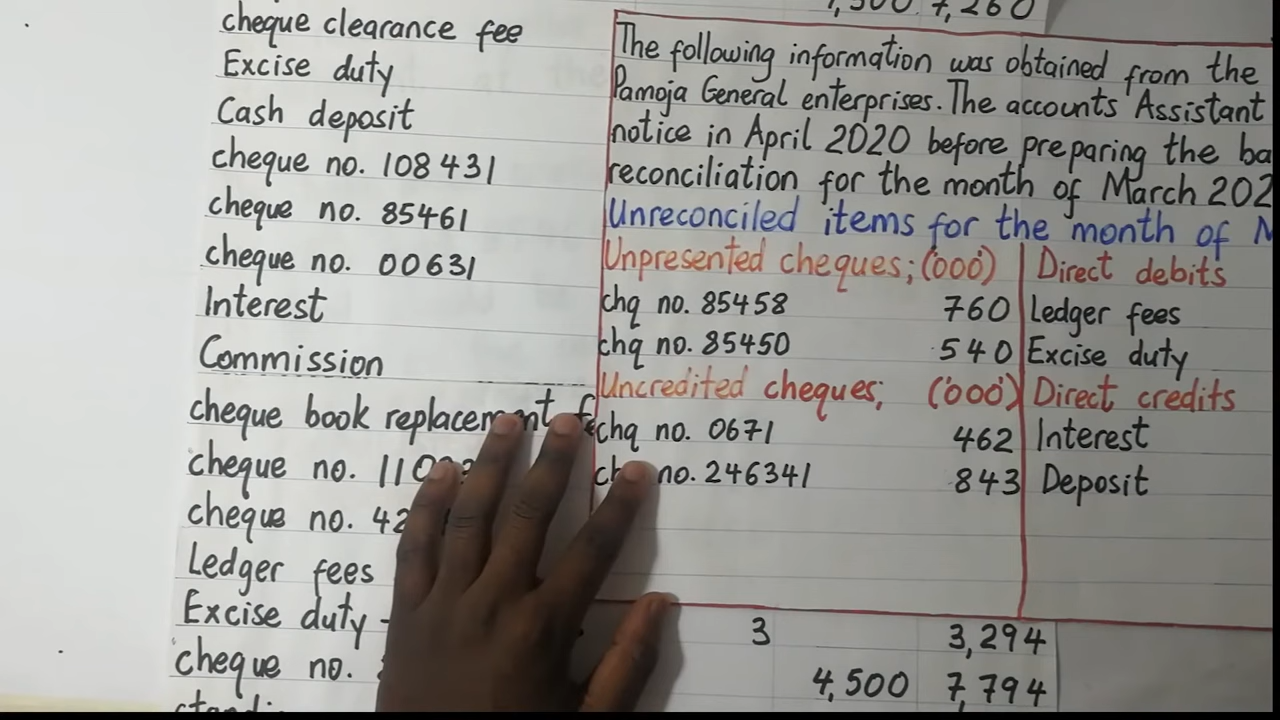 1,500 7,260
cheque clearance fee
Excise duty
Cash deposit
cheque no. 108431
cheque no. 85461
cheque no. 00631
Interest
Commission
cheque book replacement
cheque no.
cheque no.
Ledger fees
Excise duty
cheque no.
The following information was obtained from the
Pamoja General enterprises. The accounts Assistant
notice in April 2020 before preparing the
reconciliation for the month of March
Unreconciled items for the month of
Unpresented cheques; ('000') Direct debits
chq no. 85458 760 Ledger fees
chq no. 85450 540 Excise duty
Uncredited cheques; ('000') Direct credits
chq no. 0671 462 Interest
no. 246341 843 Deposit
3 3,294
4,500 7,794